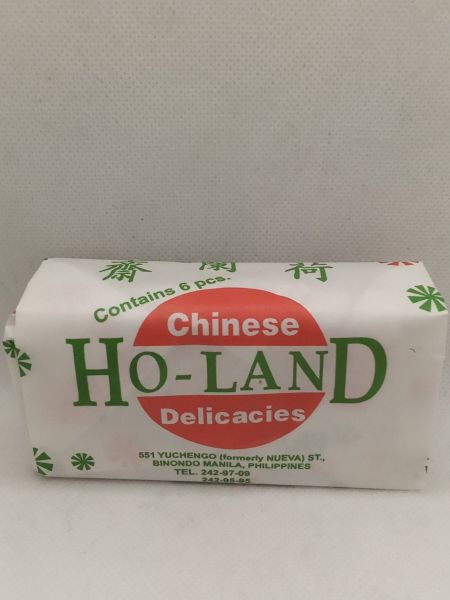 齋 蘭 荷
Contains 6 pcs.
Chinese
HO-LAND
Delicacies
551 YUCHENGO (formerly NUEVA) ST.,
BINONDO MANILA, PHILIPPINES
TEL. 242-97-09
242-95-95